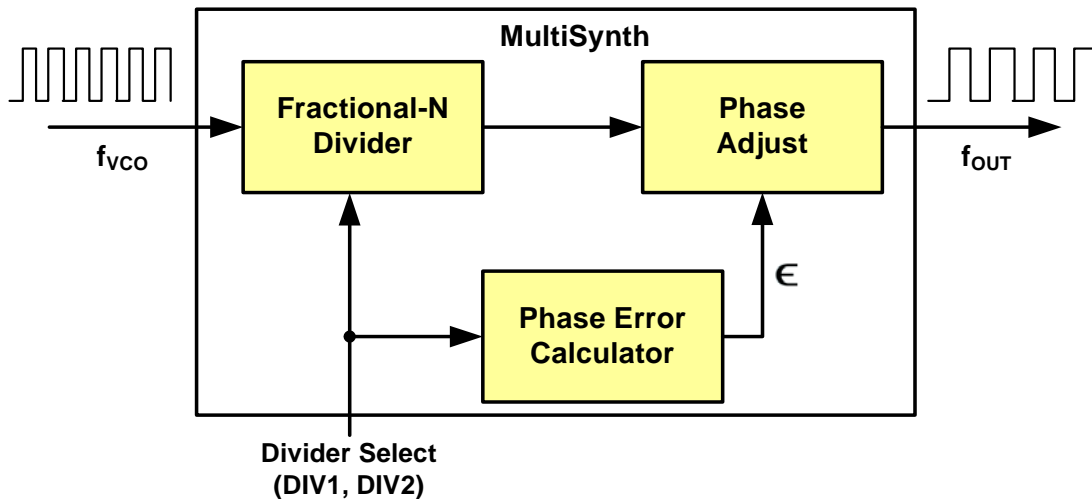 MultiSynth
Fractional-N
Divider
Phase
Adjust
fVCO
fOUT
ϵ
Phase Error
Calculator
Divider Select
(DIV1, DIV2)